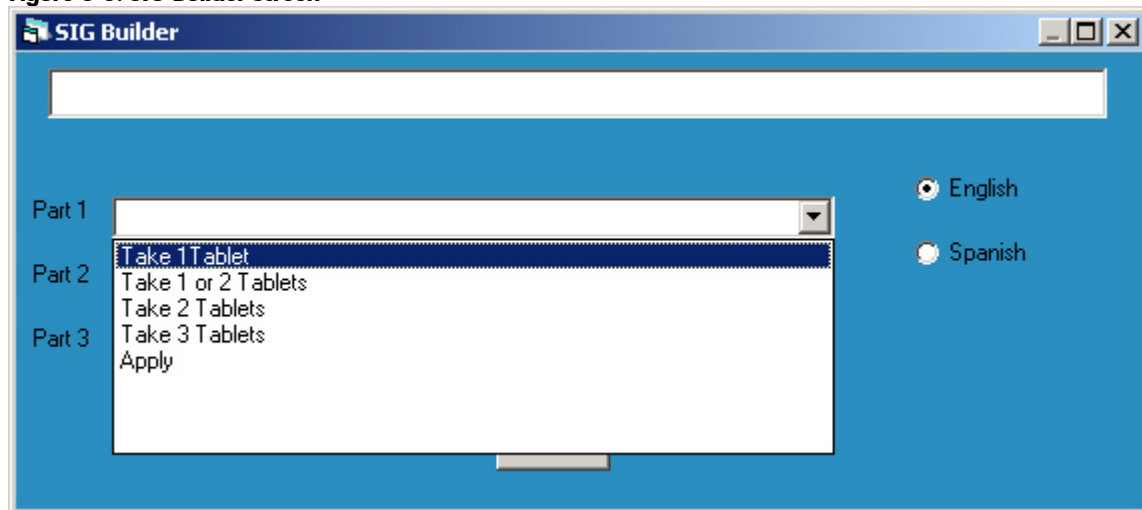 SIG Builder
English
Part 1
Take 1Tablet
Spanish
Part 2
Take 1 or 2 Tablets
Take 2 Tablets
Part 3
Take 3 Tablets
Apply